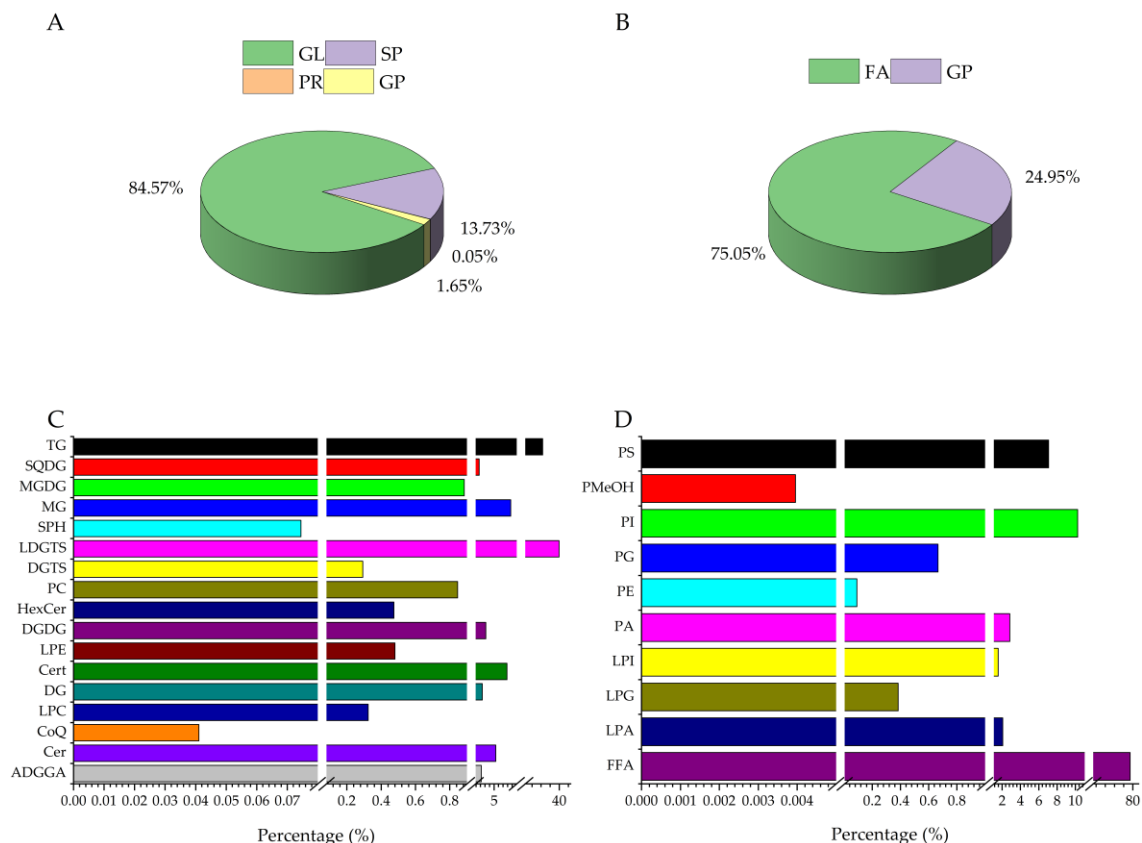 A
GL SP
PR GP
84.57%
13.73%
0.05%
1.65%
B
FA GP
24.95%
75.05%
C
TG
SQDG
MGDG
MG
SPH
LDGTS
DGTS
PC
HexCer
DGDG
LPE
Cert
DG
LPC
CoQ
Cer
ADGGA
0.00 0.01 0.02 0.03 0.04 0.05 0.06 0.07 0.2 0.4 0.6 0.8 5 40
Percentage (%)
D
PS
PMeOH
PI
PG
PE
PA
LPI
LPG
LPA
FFA
0.000 0.001 0.002 0.003 0.004 0.2 0.4 0.6 0.8 2 4 6 8 10 80
Percentage (%)